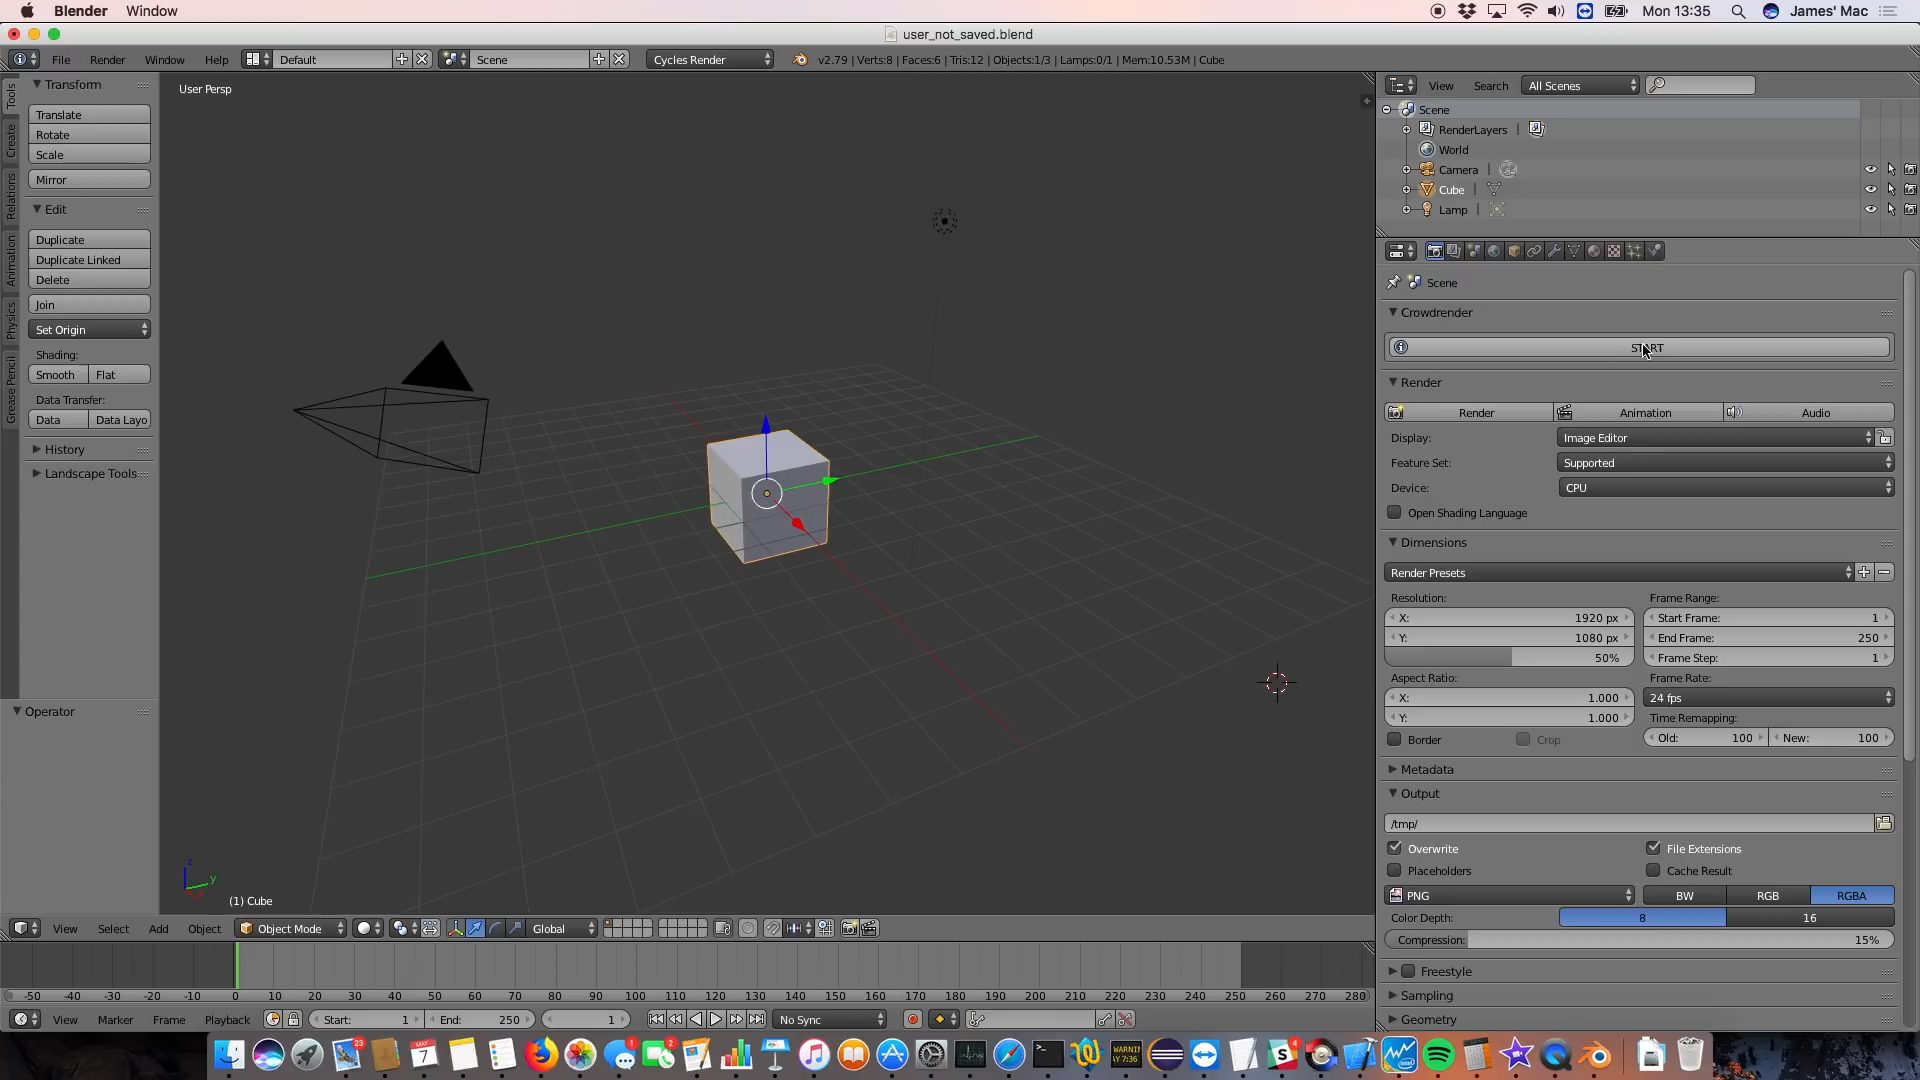 Blender Window Mon 13:35 James' Mac
user_not_saved.blend
File Render Window Help Default Scene Cycles Render v2.79 | Verts:8 | Faces:6 | Tris:12 | Objects:1/3 | Lamps:0/1 | Mem:10.53M | Cube
Tools
Create
Relations
Animation
Physics
Grease Pencil
Transform
Translate
Rotate
Scale
Mirror
Edit
Duplicate
Duplicate Linked
Delete
Join
Set Origin
Shading:
Smooth Flat
Data Transfer:
Data Data Layo
History
Landscape Tools
Operator
User Persp
z
y
(1) Cube
View Select Add Object Object Mode Global
-50 -40 -30 -20 -10 0 10 20 30 40 50 60 70 80 90 100 110 120 130 140 150 160 170 180 190 200 210 220 230 240 250 260 270 280
View Marker Frame Playback Start: 1 End: 250 1 No Sync
View Search All Scenes
Scene
RenderLayers
World
Camera
Cube
Lamp
Scene
Crowdrender
START
Render
Render Animation Audio
Display: Image Editor
Feature Set: Supported
Device: CPU
Open Shading Language
Dimensions
Render Presets
Resolution: Frame Range:
X: 1920 px Start Frame: 1
Y: 1080 px End Frame: 250
50% Frame Step: 1
Aspect Ratio: Frame Rate:
X: 1.000 24 fps
Y: 1.000 Time Remapping:
Border Crop Old: 100 New: 100
Metadata
Output
/tmp/
Overwrite File Extensions
Placeholders Cache Result
PNG BW RGB RGBA
Color Depth: 8 16
Compression: 15%
Freestyle
Sampling
Geometry
23 MAY 7 1 2 WARNIN AY 7:36 4